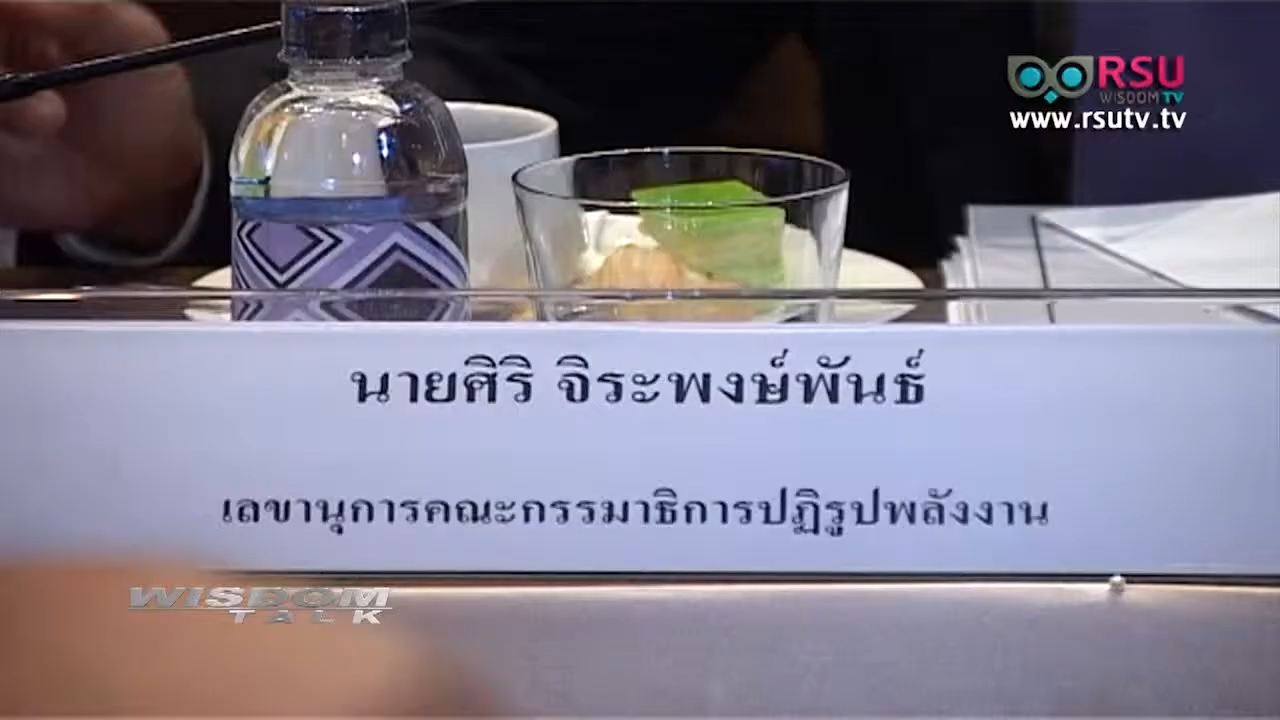 RSU
WISDOM TV
www.rsutv.tv
นายศิริ จิระพงษ์พันธ์
เลขานุการคณะกรรมาธิการปฏิรูปพลังงาน
WISDOM
TALK